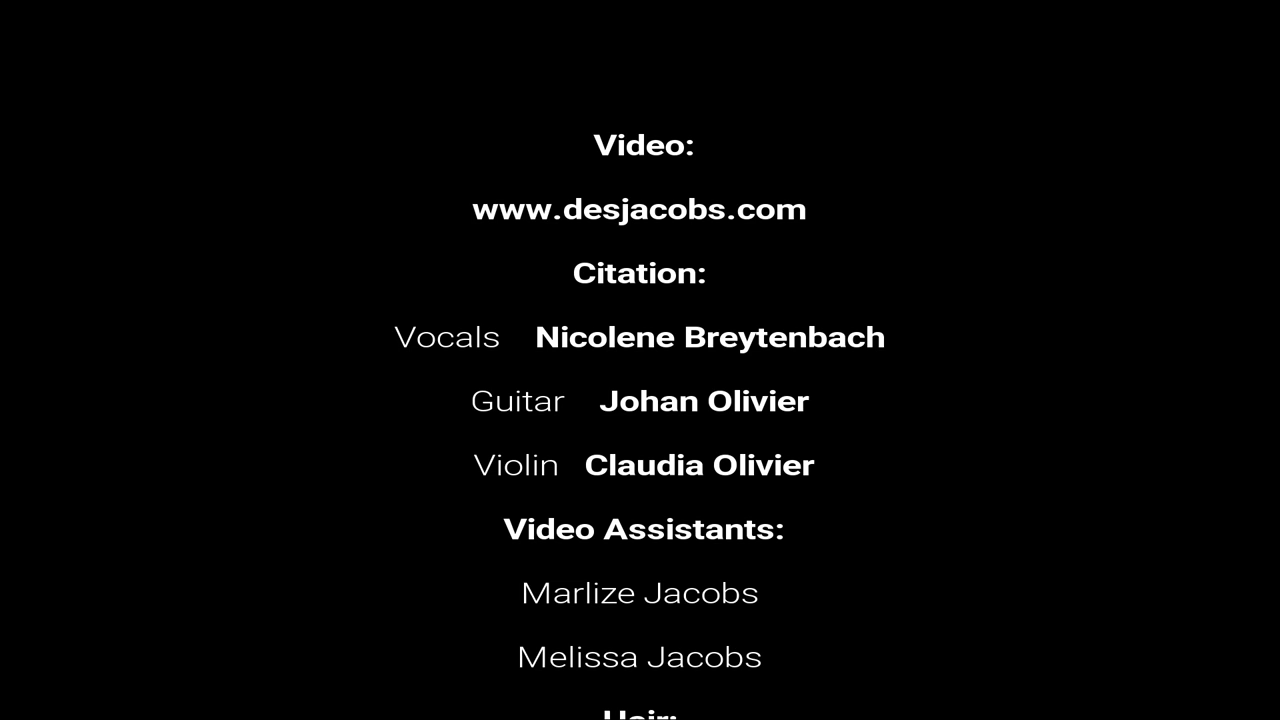 Video:
www.desjacobs.com
Citation:
Vocals Nicolene Breytenbach
Guitar Johan Olivier
Violin Claudia Olivier
Video Assistants:
Marlize Jacobs
Melissa Jacobs
Hair: